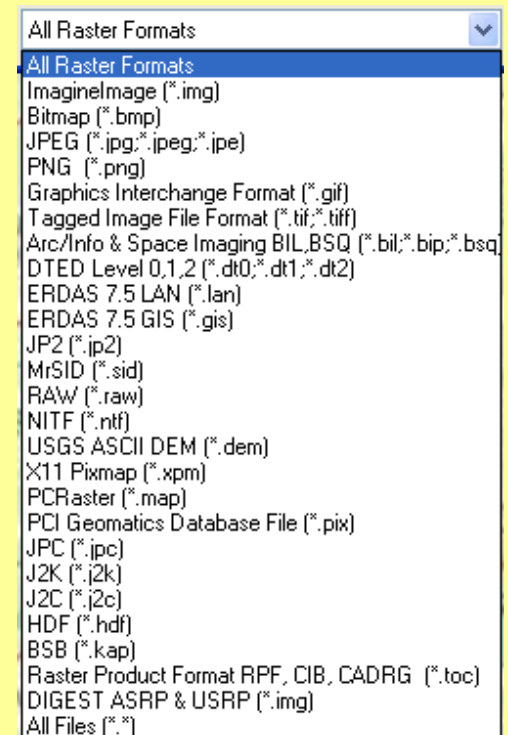 All Raster Formats
All Raster Formats
ImagineImage (*.img)
Bitmap (*.bmp)
JPEG (*.jpg;*.jpeg;*.jpe)
PNG (*.png)
Graphics Interchange Format (*.gif)
Tagged Image File Format (*.tif;*.tiff)
Arc/Info & Space Imaging BIL,BSQ (*.bil;*.bip;*.bsq)
DTED Level 0,1,2 (*.dt0;*.dt1;*.dt2)
ERDAS 7.5 LAN (*.lan)
ERDAS 7.5 GIS (*.gis)
JP2 (*.jp2)
MrSID (*.sid)
RAW (*.raw)
NITF (*.ntf)
USGS ASCII DEM (*.dem)
X11 Pixmap (*.xpm)
PCRaster (*.map)
PCI Geomatics Database File (*.pix)
JPC (*.jpc)
J2K (*.j2k)
J2C (*.j2c)
HDF (*.hdf)
BSB (*.kap)
Raster Product Format RPF, CIB, CADRG (*.toc)
DIGEST ASRP & USRP (*.img)
All Files (*.*)